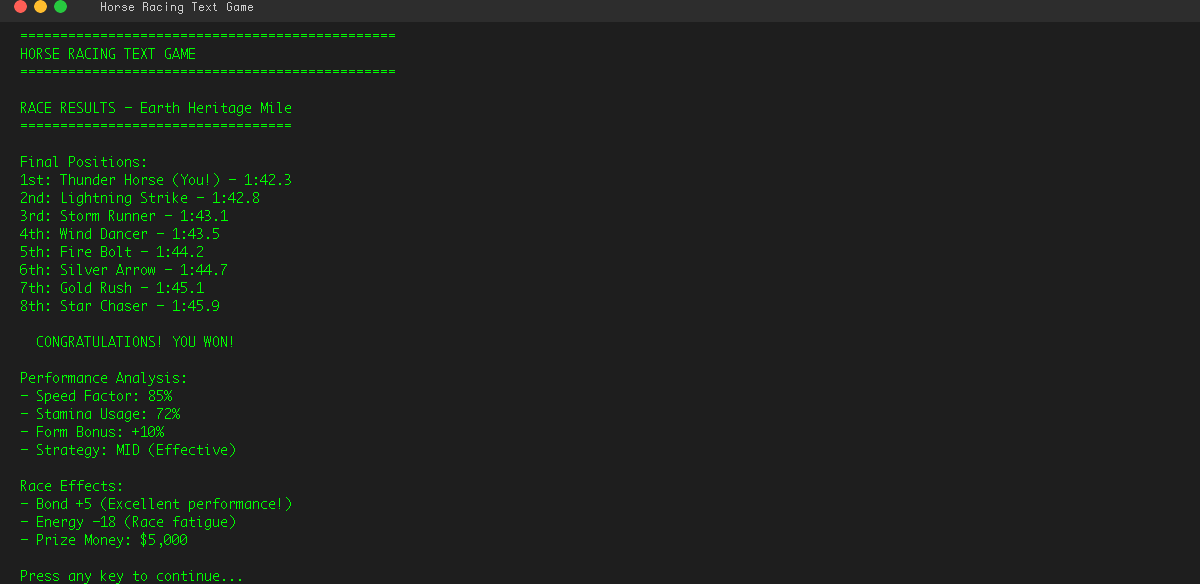 Horse Racing Text Game
===============================================
HORSE RACING TEXT GAME
===============================================
RACE RESULTS - Earth Heritage Mile
==================================
Final Positions:
1st: Thunder Horse (You!) - 1:42.3
2nd: Lightning Strike - 1:42.8
3rd: Storm Runner - 1:43.1
4th: Wind Dancer - 1:43.5
5th: Fire Bolt - 1:44.2
6th: Silver Arrow - 1:44.7
7th: Gold Rush - 1:45.1
8th: Star Chaser - 1:45.9
CONGRATULATIONS! YOU WON!
Performance Analysis:
- Speed Factor: 85%
- Stamina Usage: 72%
- Form Bonus: +10%
- Strategy: MID (Effective)
Race Effects:
- Bond +5 (Excellent performance!)
- Energy -18 (Race fatigue)
- Prize Money: $5,000
Press any key to continue...